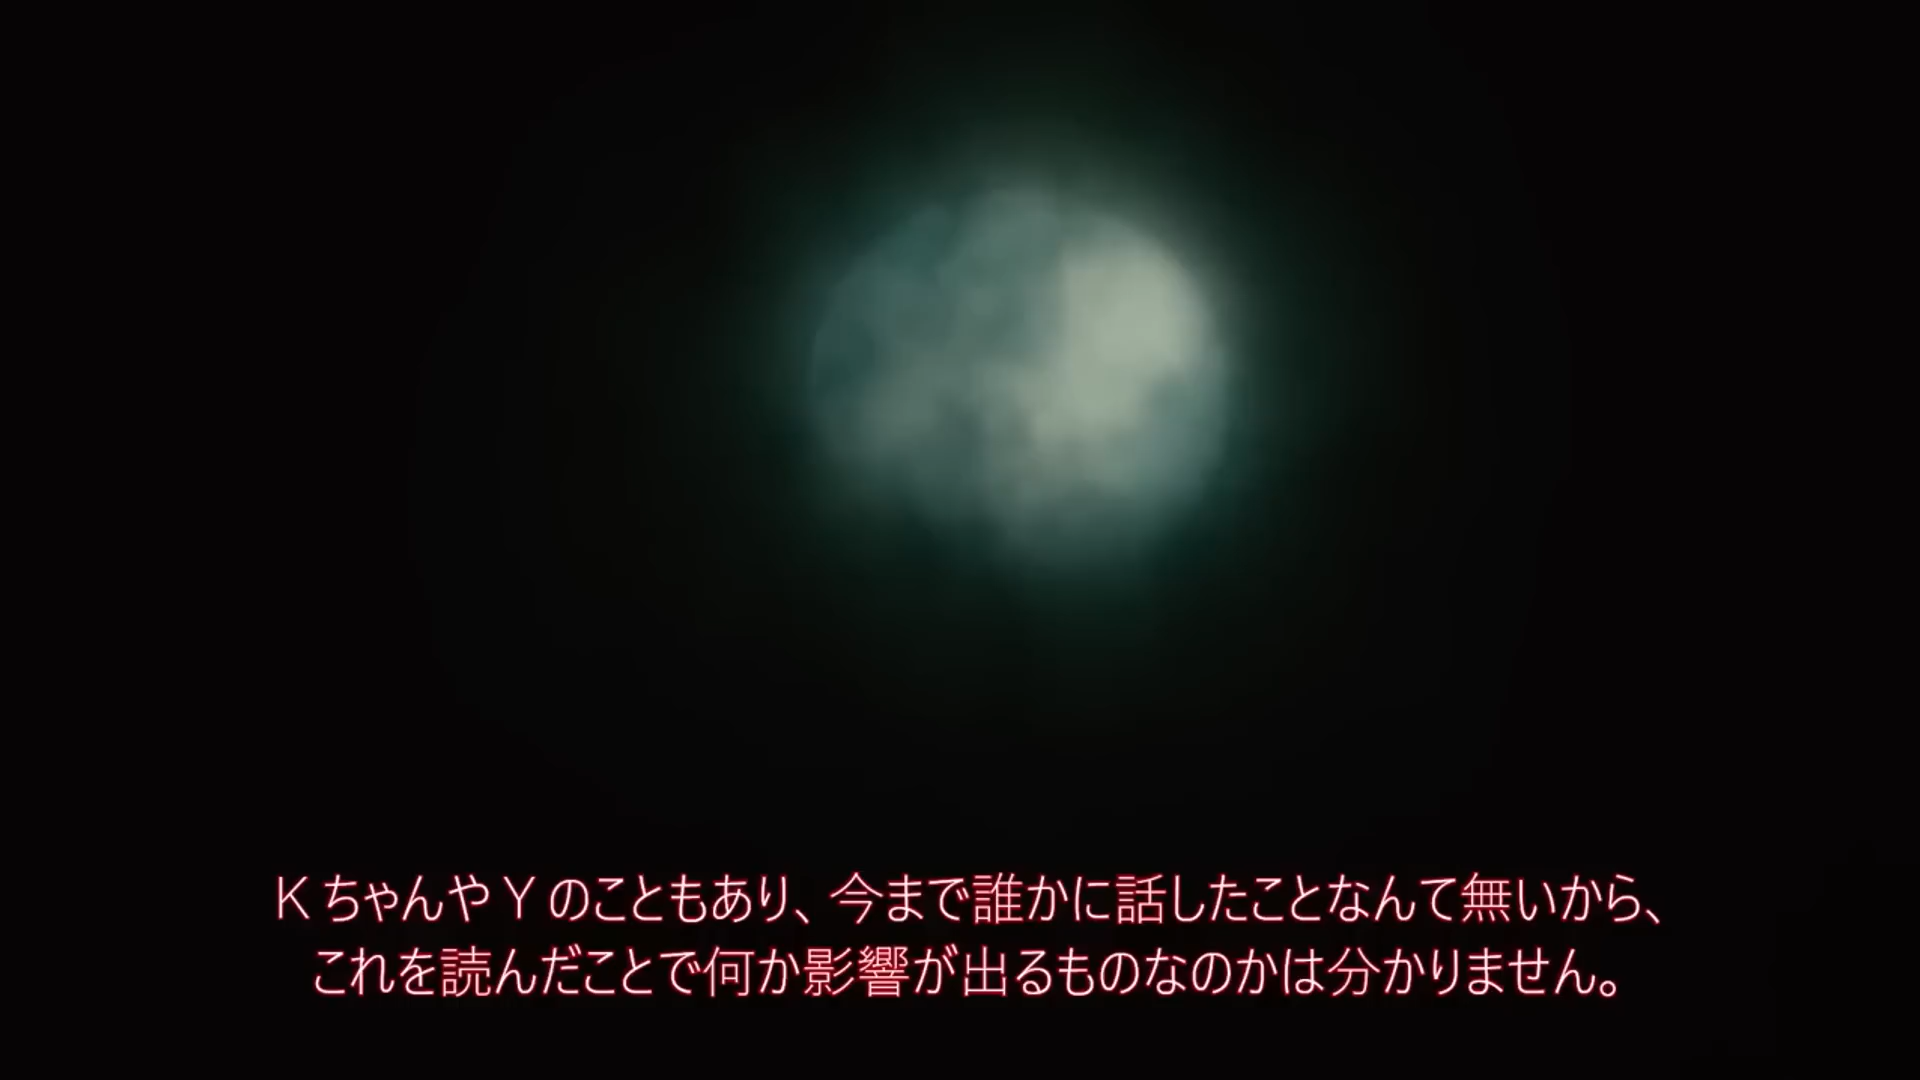 KちゃんやYのこともあり、今まで誰かに話したことなんて無いから、
これを読んだことで何か影響が出るものなのかは分かりません。